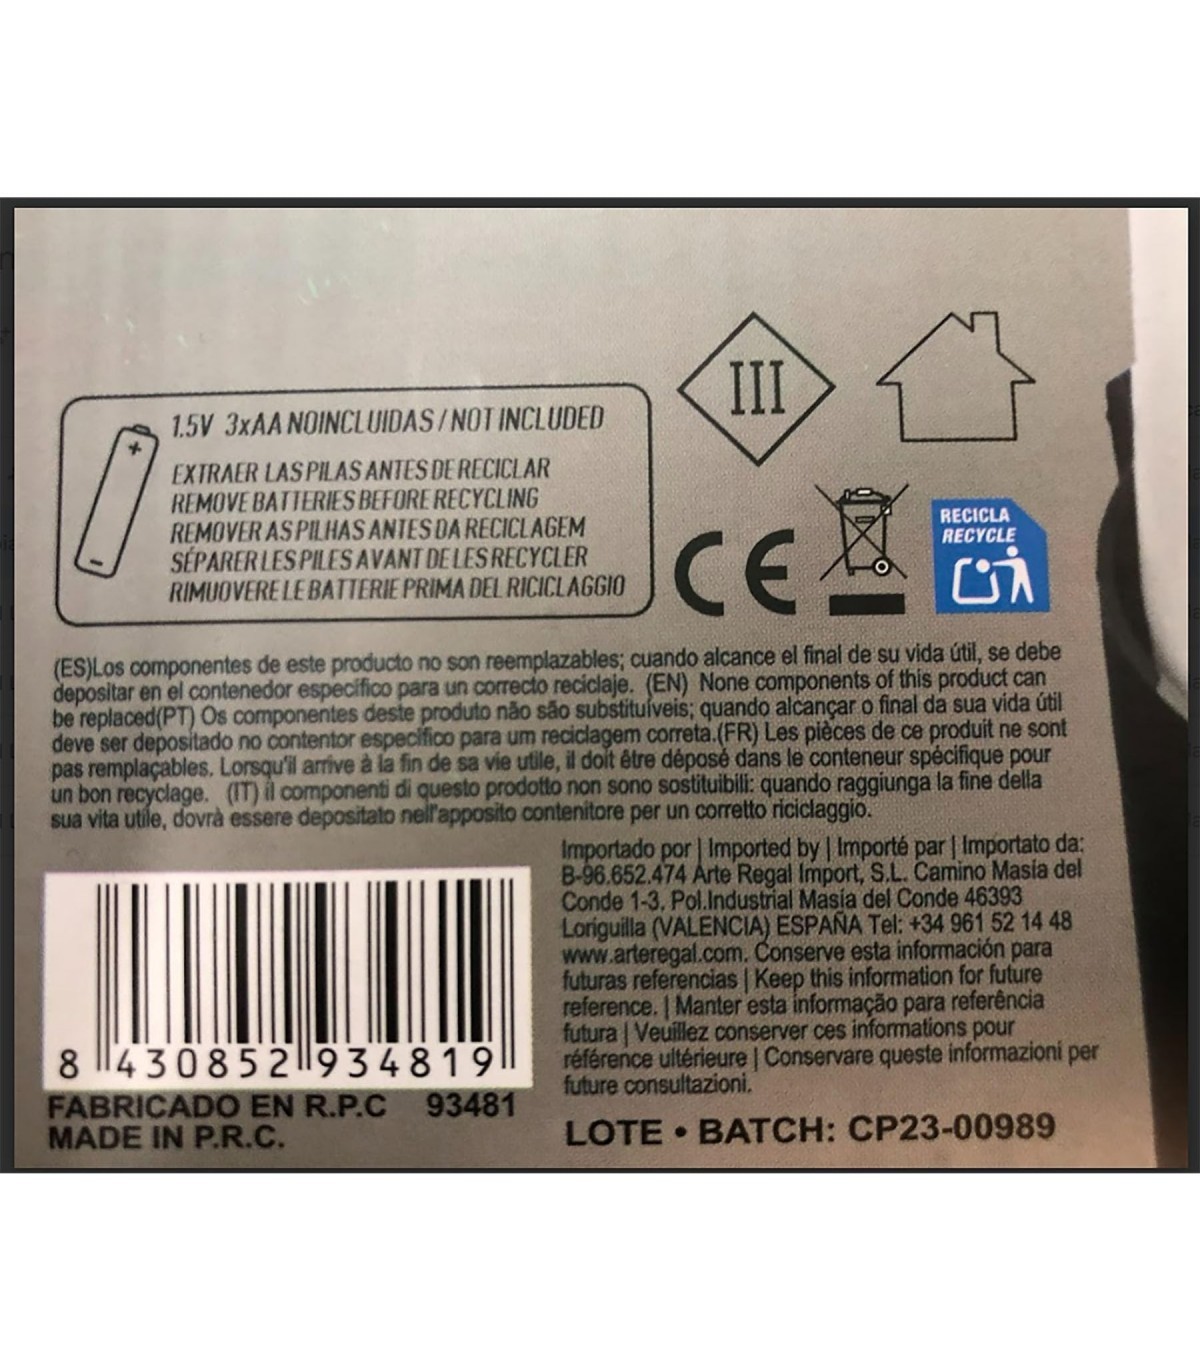 1.5V 3xAA NO INCLUIDAS / NOT INCLUDED
EXTRAER LAS PILAS ANTES DE RECICLAR
REMOVE BATTERIES BEFORE RECYCLING
REMOVER AS PILHAS ANTES DA RECICLAGEM
SÉPARER LES PILES AVANT DE LES RECYCLER
RIMUOVERE LE BATTERIE PRIMA DEL RICICLAGGIO
+
-
III
CE
RECICLA
RECYCLE
(ES)Los componentes de este producto no son reemplazables; cuando alcance el final de su vida útil, se debe
depositar en el contenedor específico para un correcto reciclaje. (EN) None components of this product can
be replaced(PT) Os componentes deste produto não são substituíveis; quando alcançar o final da sua vida útil
deve ser depositado no contentor específico para um reciclagem correta.(FR) Les pièces de ce produit ne sont
pas remplaçables. Lorsqu'il arrive à la fin de sa vie utile, il doit être déposé dans le conteneur spécifique pour
un bon recyclage. (IT) il componenti di questo prodotto non sono sostituibili: quando raggiunga la fine della
sua vita utile, dovrà essere depositato nell'apposito contenitore per un corretto riciclaggio.
Importado por | Imported by | Importé par | Importato da:
B-96.652.474 Arte Regal Import, S.L. Camino Masía del
Conde 1-3. Pol.Industrial Masía del Conde 46393
Loriguilla (VALENCIA) ESPAÑA Tel: +34 961 52 14 48
www.arteregal.com. Conserve esta información para
futuras referencias | Keep this information for future
reference. | Manter esta informação para referência
futura | Veuillez conserver ces informations pour
référence ultérieure | Conservare queste informazioni per
future consultazioni.
LOTE • BATCH: CP23-00989
8 430852 934819
FABRICADO EN R.P.C 93481
MADE IN P.R.C.